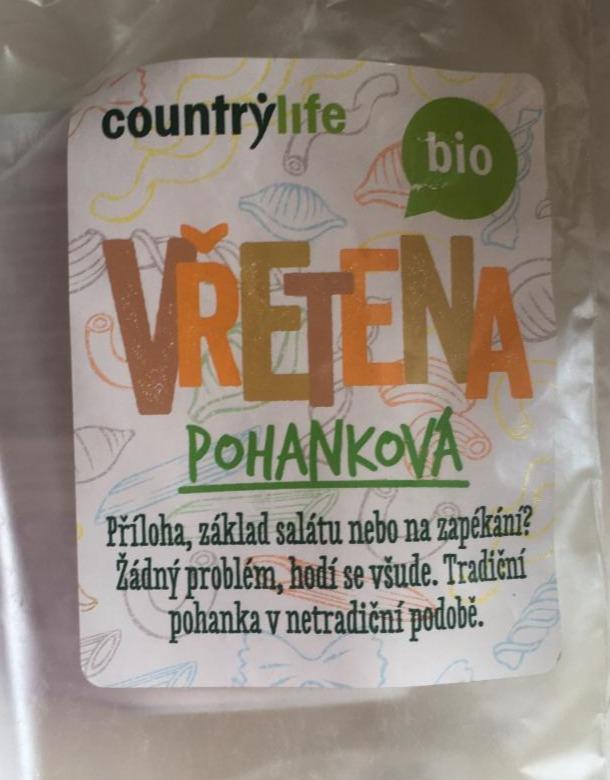 countrylife
bio
VŘETENA
POHANKOVÁ
Příloha, základ salátu nebo na zapékání?
Žádný problém, hodí se všude. Tradiční
pohanka v netradiční podobě.